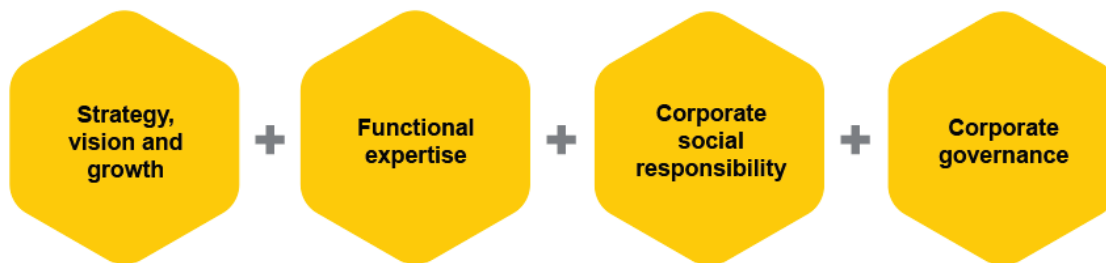 Strategy,
vision and
growth
Functional
expertise
Corporate
social
responsibility
Corporate
governance